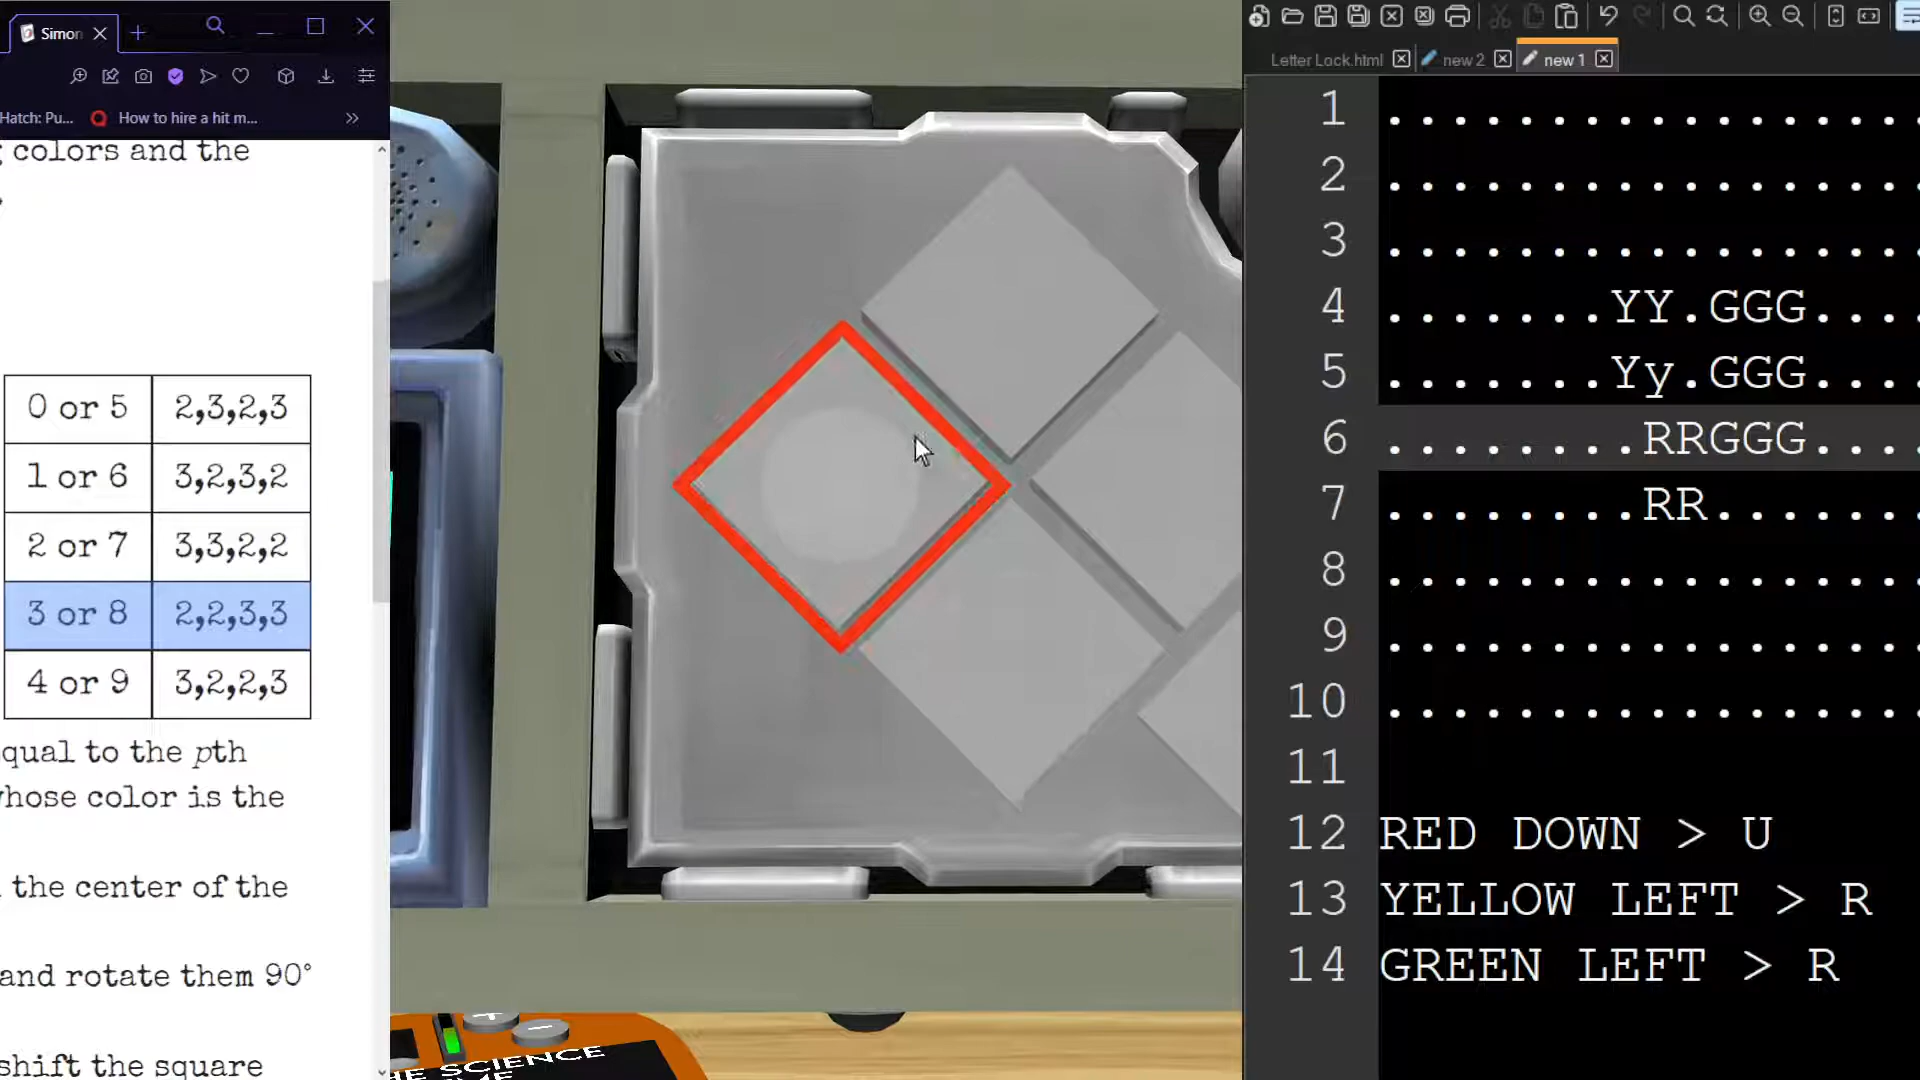 Simon
Hatch: Pu...
How to hire a hit m...
colors and the
0 or 5 2,3,2,3
1 or 6 3,2,3,2
2 or 7 3,3,2,2
3 or 8 2,2,3,3
4 or 9 3,2,2,3
qual to the pth
whose color is the
the center of the
and rotate them 90°
shift the square
THE SCIENCE
Letter Lock.html
new 2
new 1
1 .................
2 .................
3 .................
4 .......YY.GGG....
5 .......Yy.GGG....
6 ........RRGGG....
7 ........RR.......
8 .................
9 .................
10 .................
11
12 RED DOWN > U
13 YELLOW LEFT > R
14 GREEN LEFT > R